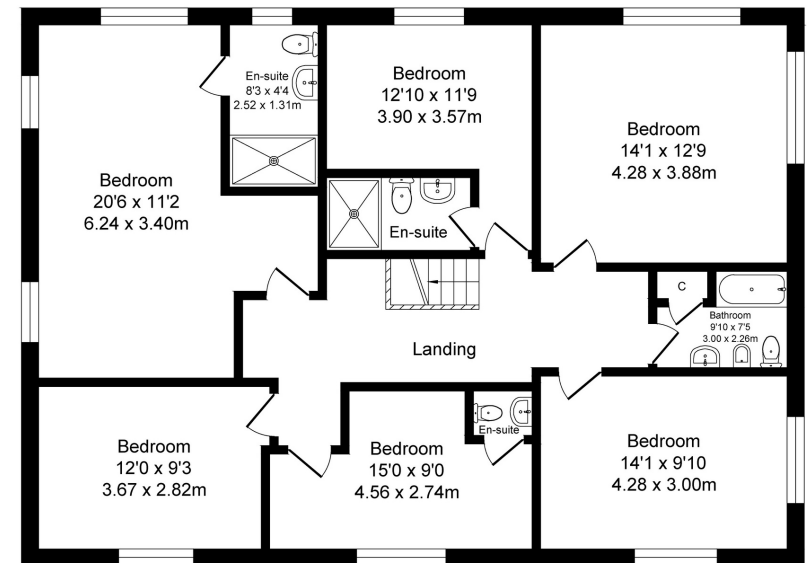 Bedroom
20'6 x 11'2
6.24 x 3.40m
En-suite
8'3 x 4'4
2.52 x 1.31m
Bedroom
12'10 x 11'9
3.90 x 3.57m
Bedroom
14'1 x 12'9
4.28 x 3.88m
En-suite
Landing
C
Bathroom
9'10 x 7'5
3.00 x 2.26m
Bedroom
12'0 x 9'3
3.67 x 2.82m
Bedroom
15'0 x 9'0
4.56 x 2.74m
En-suite
Bedroom
14'1 x 9'10
4.28 x 3.00m